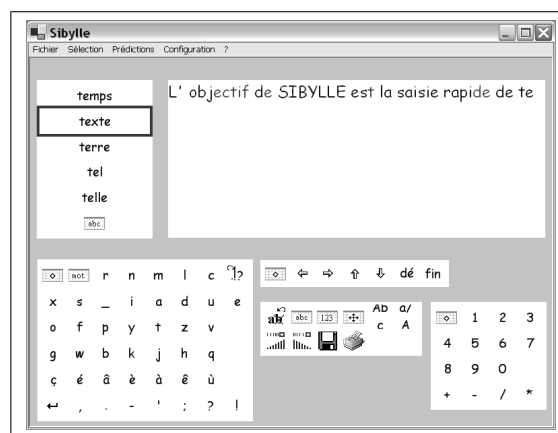 Sibylle
Fichier Sélection Prédictions Configuration ?
temps
texte
terre
tel
telle
abc
L' objectif de SIBYLLE est la saisie rapide de te
mot r n m l c
x s _ i a d u e
o f p y t z v
g w b k j h q
ç é â è à ê ù
, . - ' ; ? !
dé fin
abc 123 Ab c a/ A
1 2 3
4 5 6 7
8 9 0
+ - / *